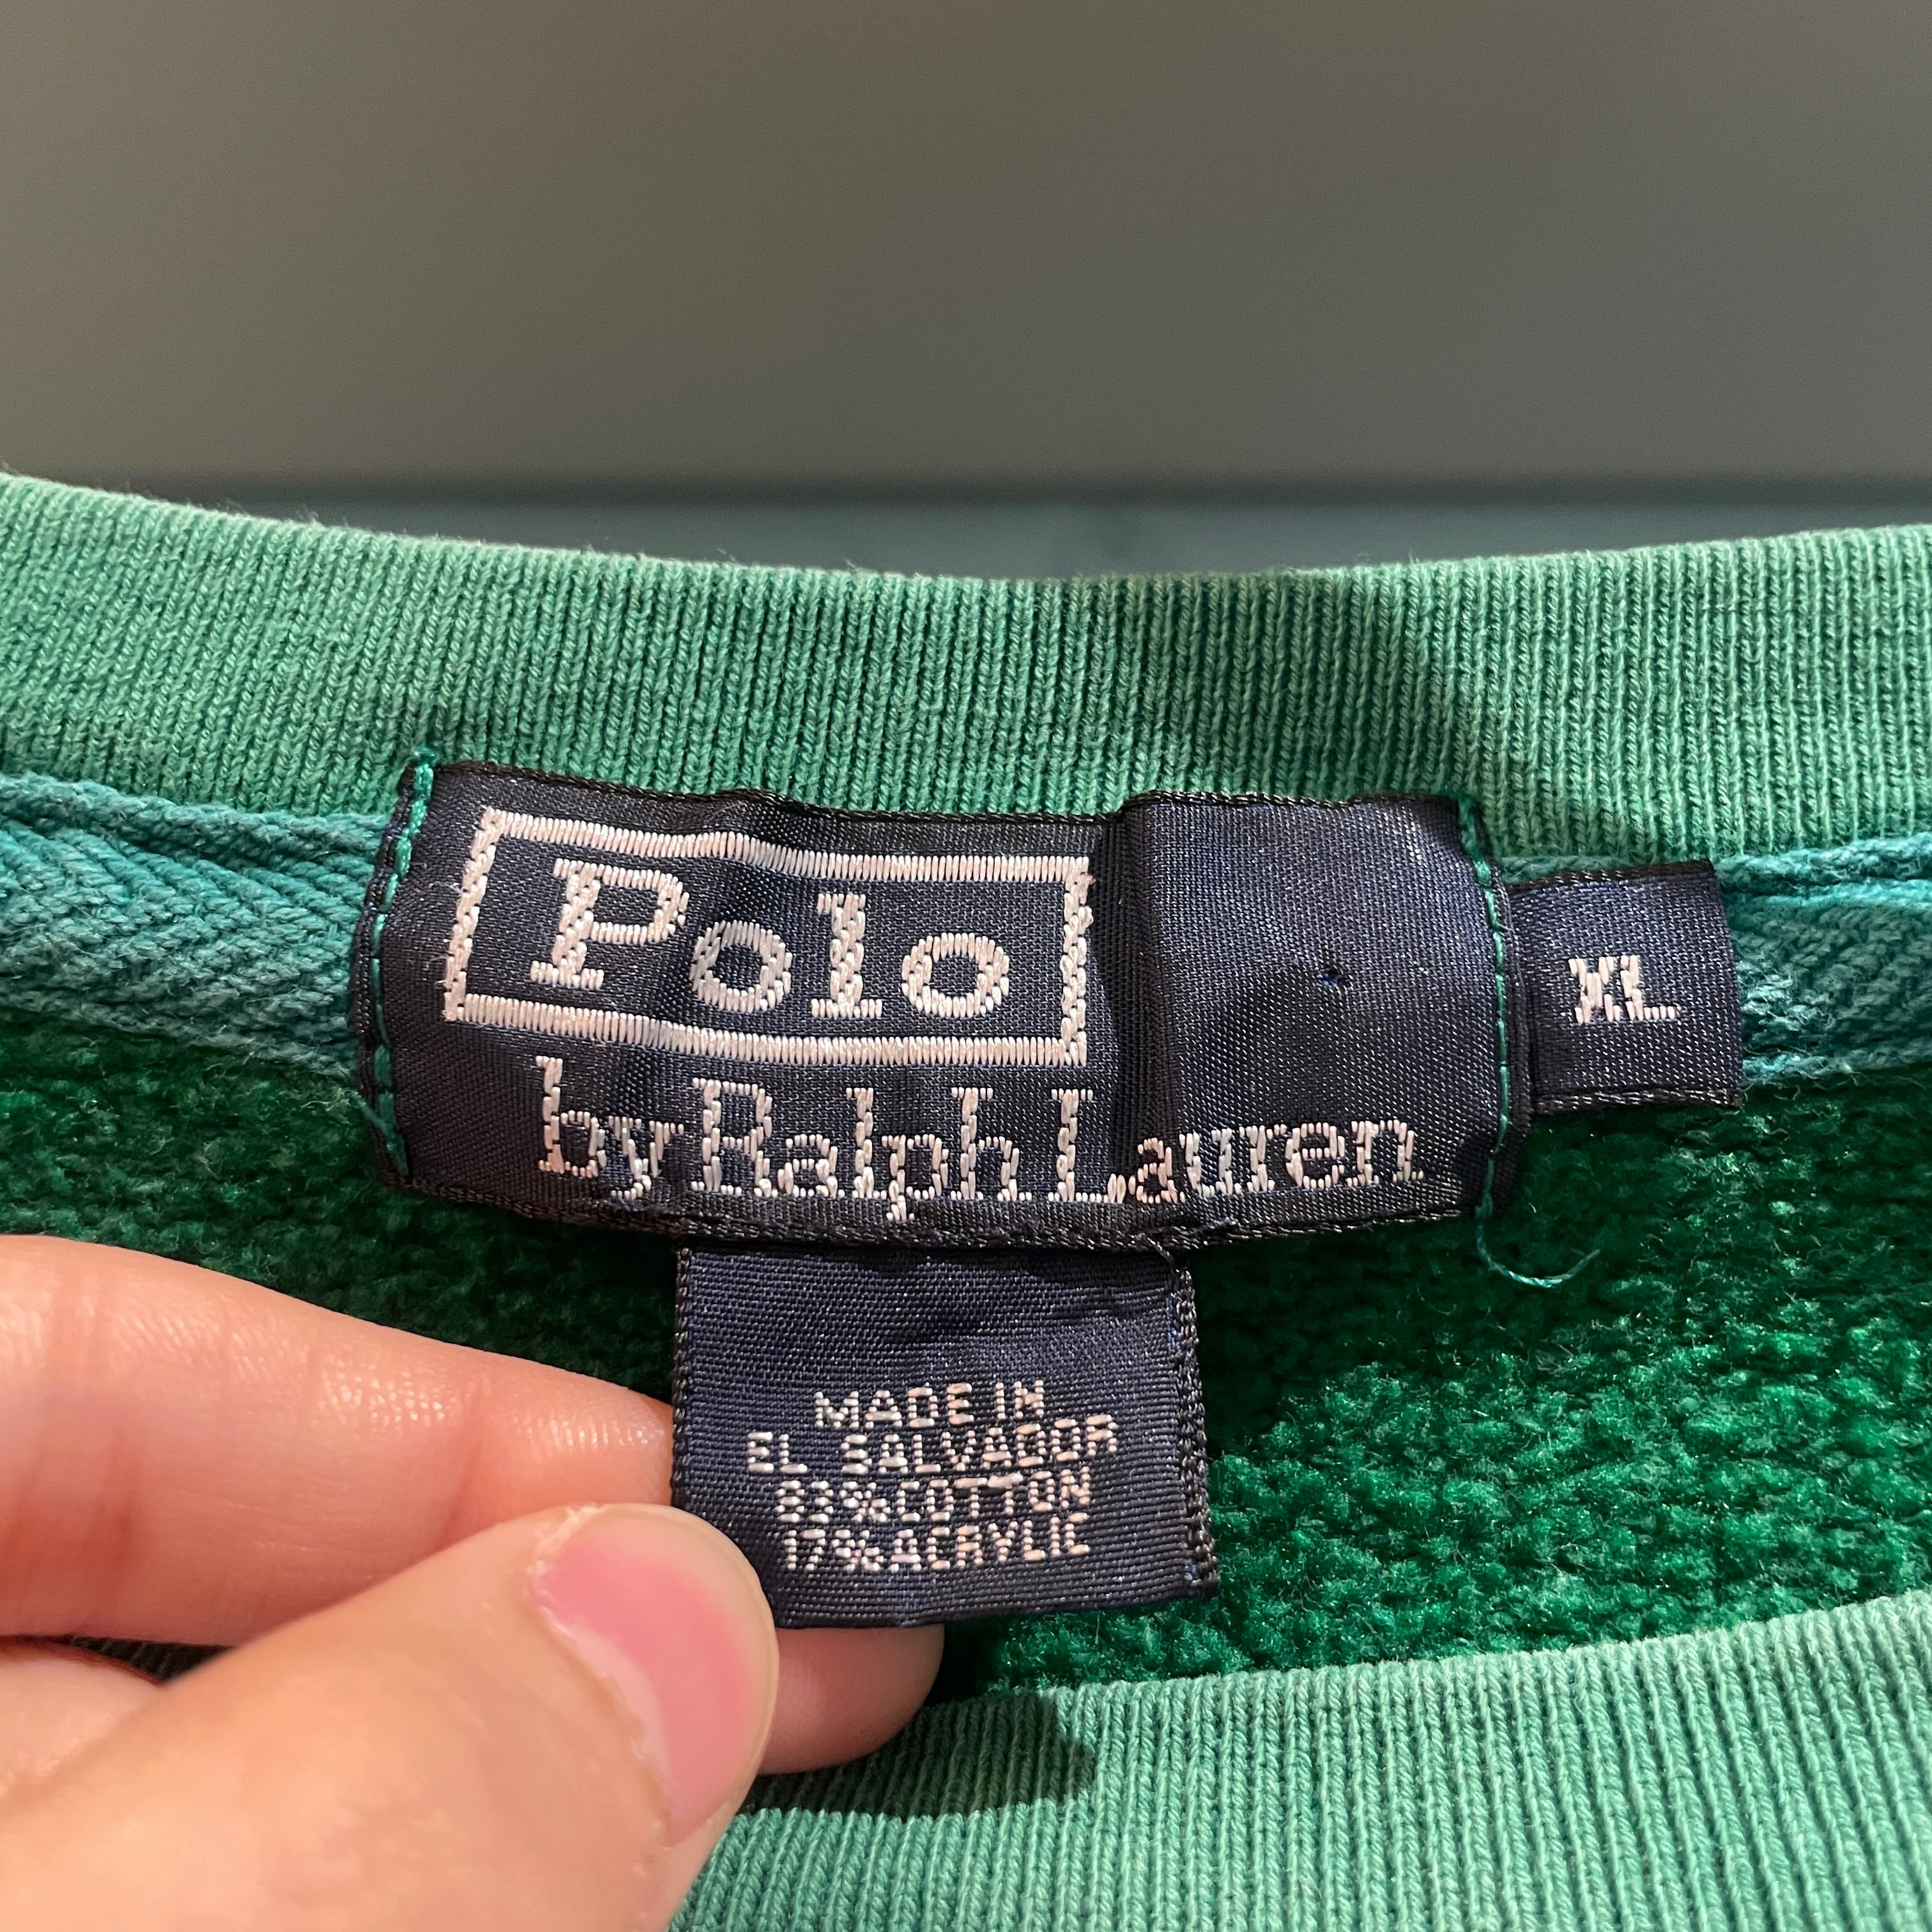 Polo
by Ralph Lauren
XL
MADE IN
EL SALVADOR
83% COTTON
17% ACRYLIC